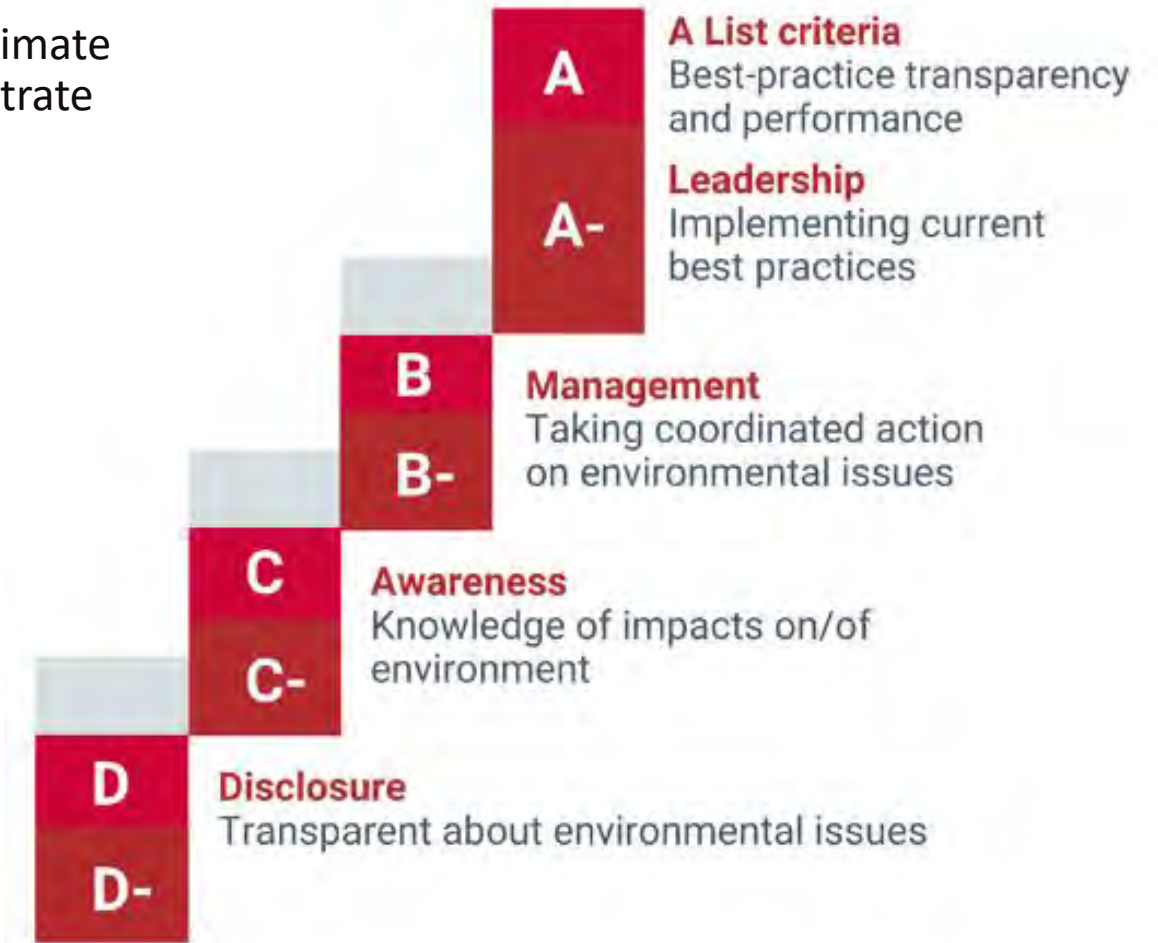 imate
trate
A
A List criteria
Best-practice transparency
and performance
A-
Leadership
Implementing current
best practices
B
B-
Management
Taking coordinated action
on environmental issues
C
C-
Awareness
Knowledge of impacts on/of
environment
D
D-
Disclosure
Transparent about environmental issues